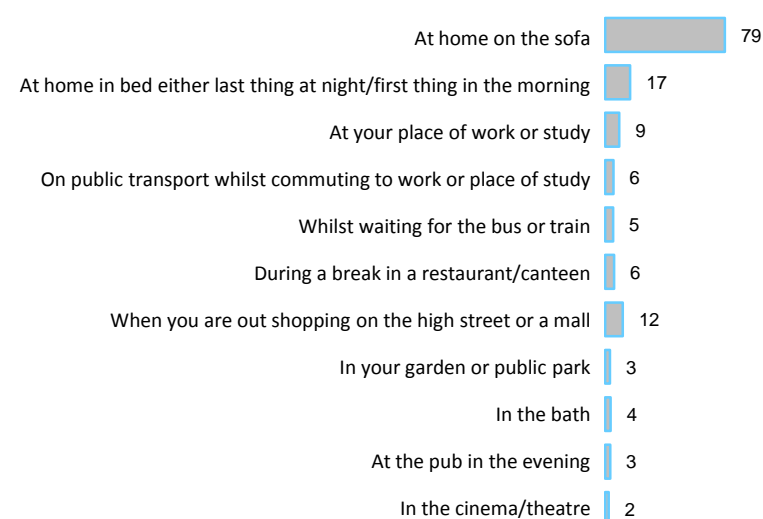 At home on the sofa 79
At home in bed either last thing at night/first thing in the morning 17
At your place of work or study 9
On public transport whilst commuting to work or place of study 6
Whilst waiting for the bus or train 5
During a break in a restaurant/canteen 6
When you are out shopping on the high street or a mall 12
In your garden or public park 3
In the bath 4
At the pub in the evening 3
In the cinema/theatre 2